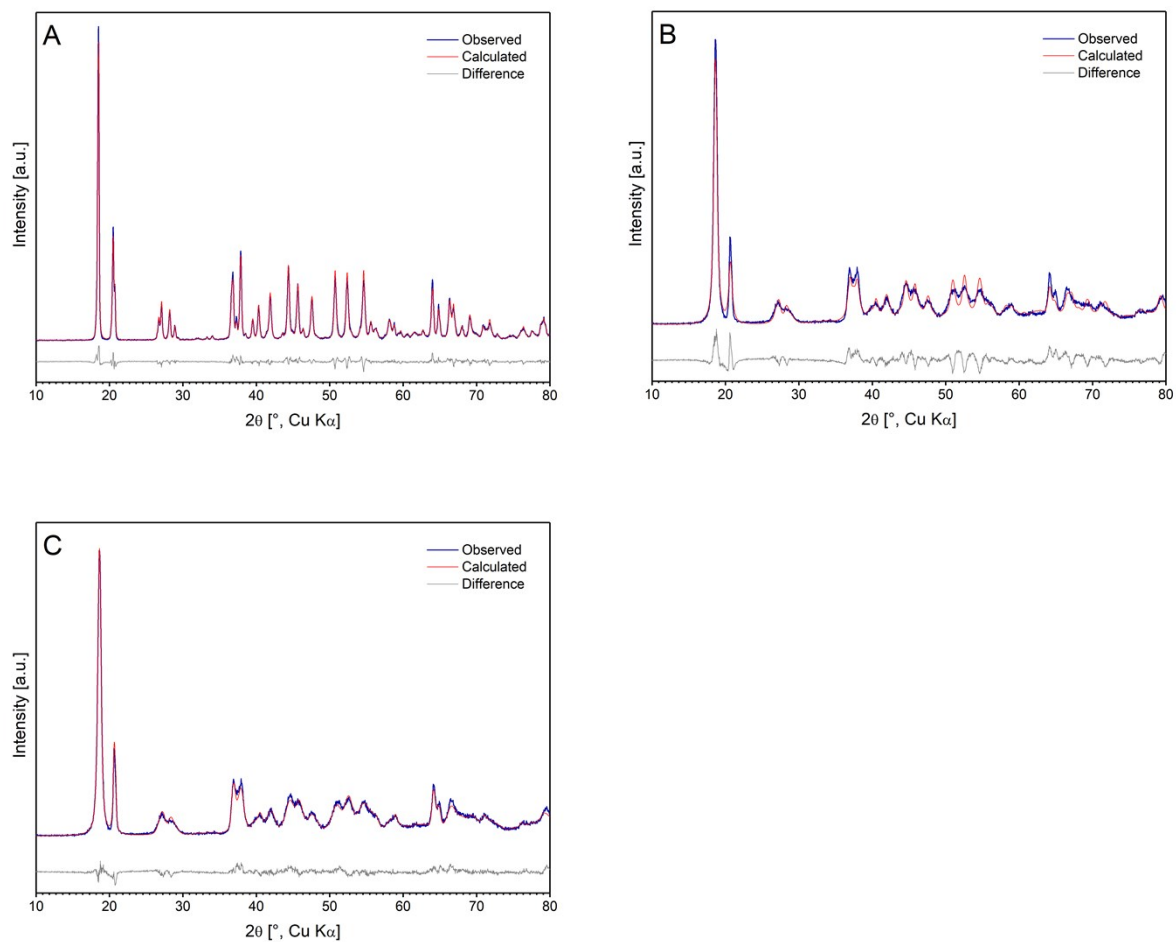 A
Observed
Calculated
Difference
Intensity [a.u.]
10 20 30 40 50 60 70 80
2θ [°, Cu Kα]
B
Observed
Calculated
Difference
Intensity [a.u.]
10 20 30 40 50 60 70 80
2θ [°, Cu Kα]
C
Observed
Calculated
Difference
Intensity [a.u.]
10 20 30 40 50 60 70 80
2θ [°, Cu Kα]